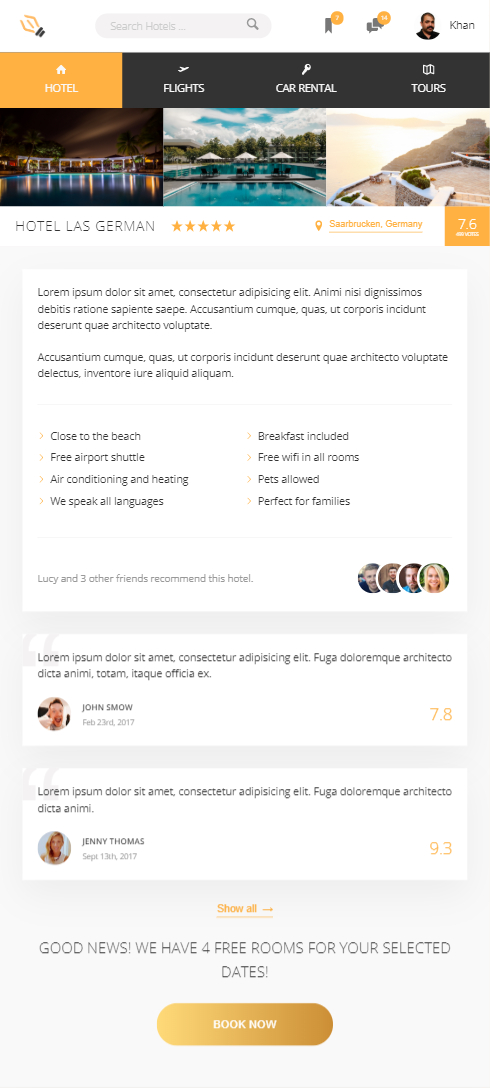 Search Hotels ...
7
14
Khan
HOTEL
FLIGHTS
CAR RENTAL
TOURS
HOTEL LAS GERMAN
Saarbrucken, Germany
7.6
VOTES
Lorem ipsum dolor sit amet, consectetur adipisicing elit. Animi nisi dignissimos
debitis ratione sapiente saepe. Accusantium cumque, quas, ut corporis incidunt
deserunt quae architecto voluptate.
Accusantium cumque, quas, ut corporis incidunt deserunt quae architecto voluptate
delectus, inventore iure aliquid aliquam.
Close to the beach
Breakfast included
Free airport shuttle
Free wifi in all rooms
Air conditioning and heating
Pets allowed
We speak all languages
Perfect for families
Lucy and 3 other friends recommend this hotel.
Lorem ipsum dolor sit amet, consectetur adipisicing elit. Fuga doloremque architecto
dicta animi, totam, itaque officia ex.
JOHN SMOW
Feb 23rd, 2017
7.8
Lorem ipsum dolor sit amet, consectetur adipisicing elit. Fuga doloremque architecto
dicta animi.
JENNY THOMAS
Sept 13th, 2017
9.3
Show all →
GOOD NEWS! WE HAVE 4 FREE ROOMS FOR YOUR SELECTED
DATES!
BOOK NOW